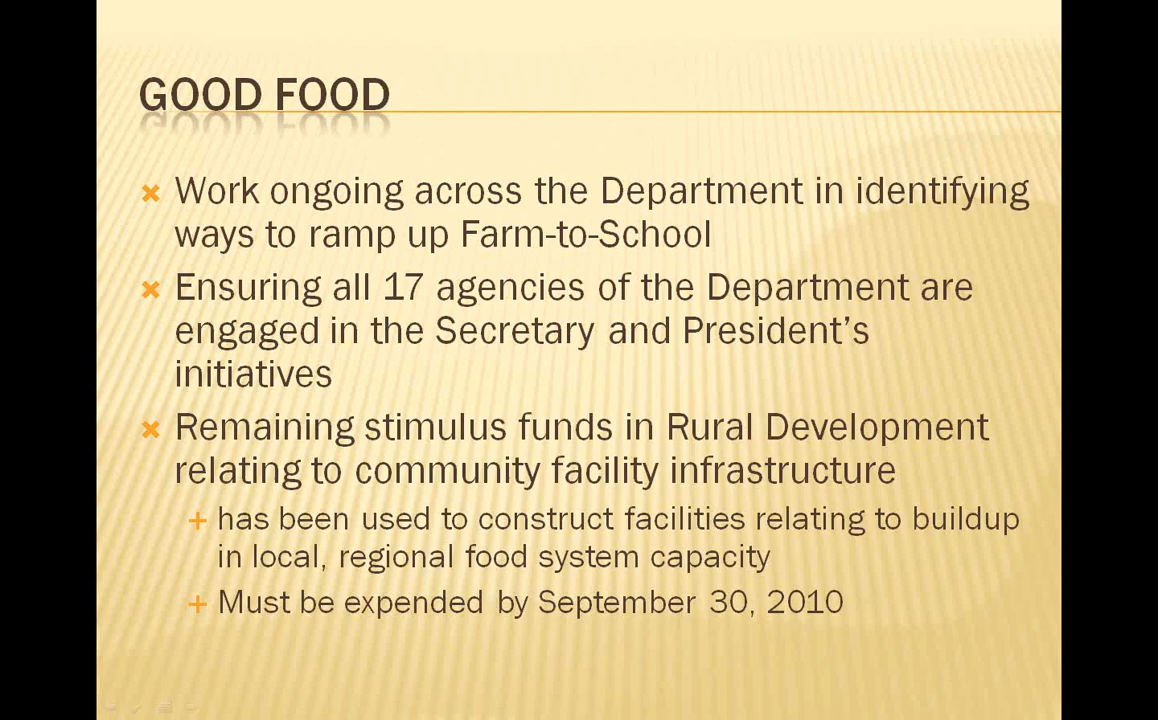 GOOD FOOD
Work ongoing across the Department in identifying
ways to ramp up Farm-to-School
Ensuring all 17 agencies of the Department are
engaged in the Secretary and President’s
initiatives
Remaining stimulus funds in Rural Development
relating to community facility infrastructure
has been used to construct facilities relating to buildup
in local, regional food system capacity
Must be expended by September 30, 2010